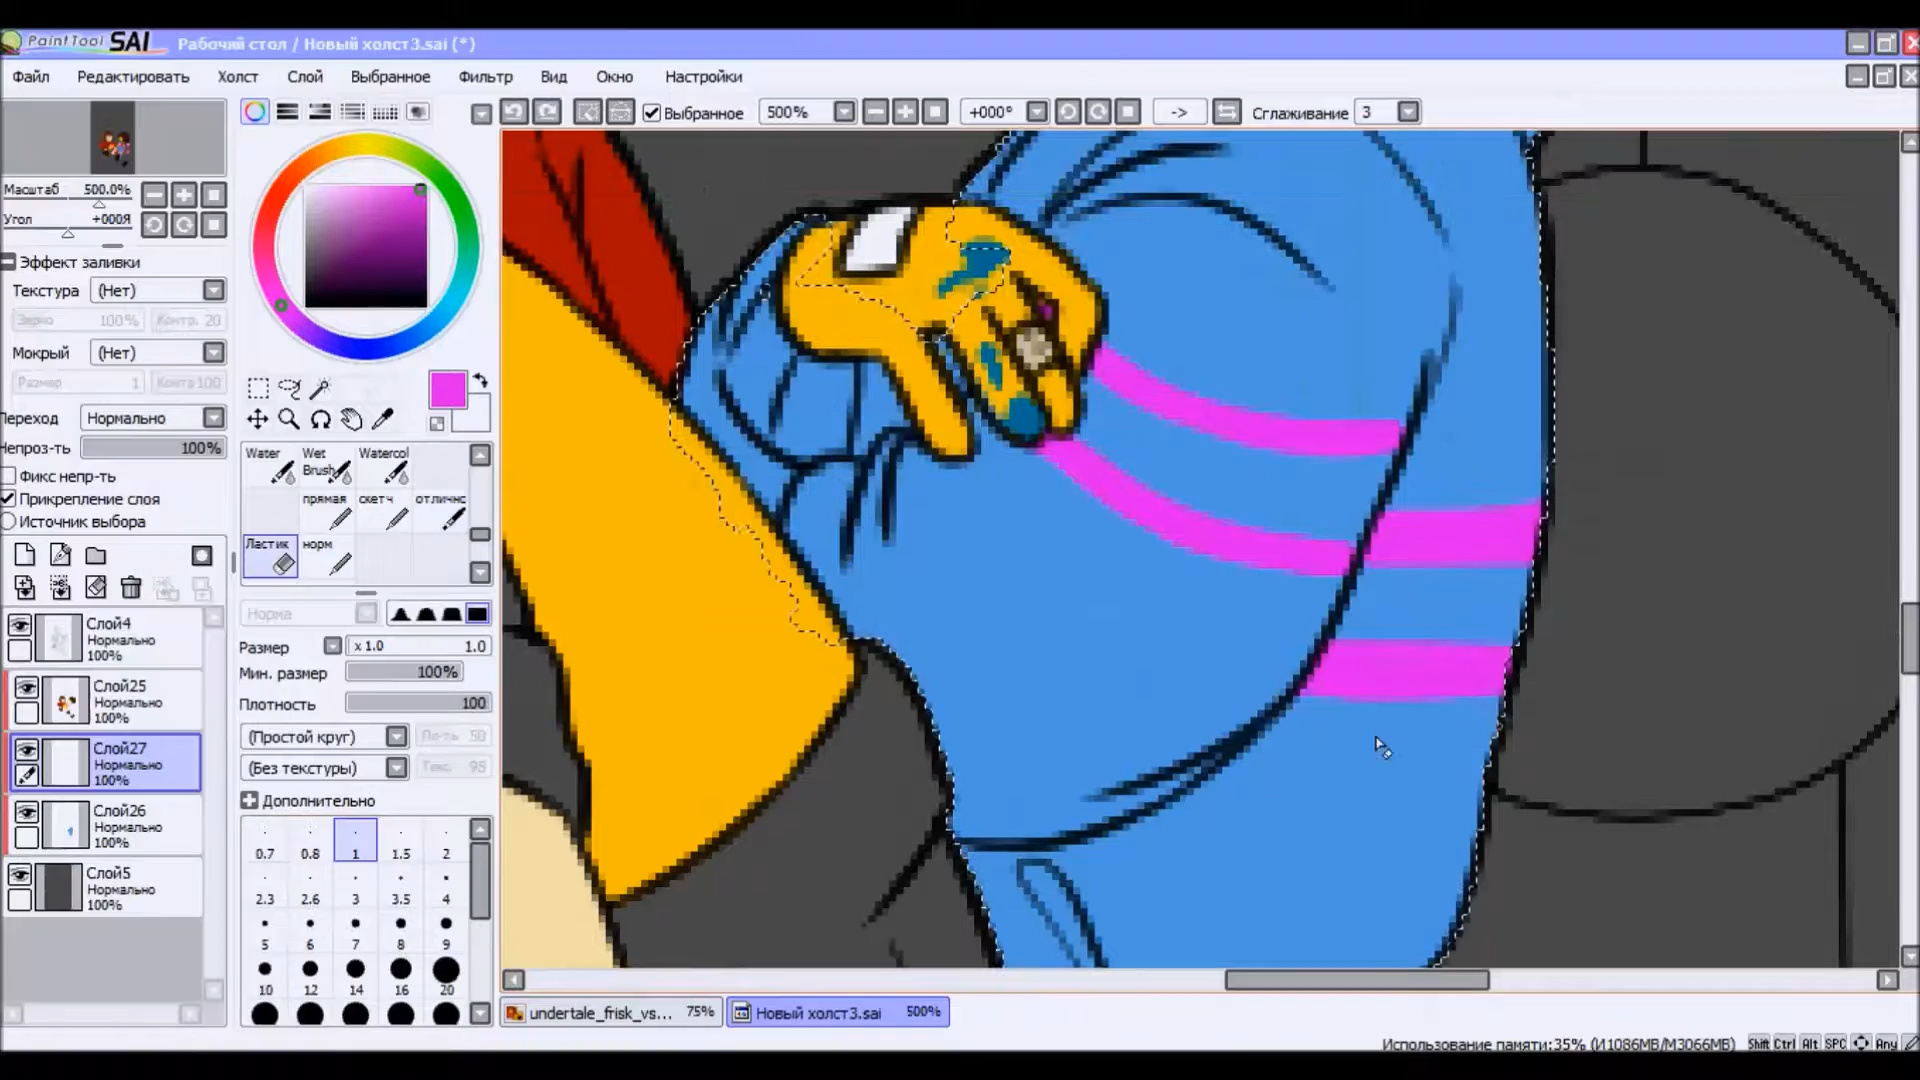 PaintTool SAI Рабочий стол / Новый холст3.sai (*)
Файл Редактировать Холст Слой Выбранное Фильтр Вид Окно Настройки
Выбранное 500% +000° -> Сглаживание 3
Масштаб 500.0%
Угол +000Я
Эффект заливки
Текстура (Нет)
Зерно 100% Контр. 20
Мокрый (Нет)
Размер 1 Контр 100
Переход Нормально
Непроз-ть 100%
Фикс непр-ть
Прикрепление слоя
Источник выбора
Слой4
Нормально
100%
Слой25
Нормально
100%
Слой27
Нормально
100%
Слой26
Нормально
100%
Слой5
Нормально
100%
Water Wet Brush Watercol
прямая скетч отличнс
Ластик норм
Норма
Размер x 1.0 1.0
Мин. размер 100%
Плотность 100
(Простой круг) 50
(Без текстуры) Текс. 95
Дополнительно
0.7 0.8 1 1.5 2
2.3 2.6 3 3.5 4
5 6 7 8 9
10 12 14 16 20
undertale_frisk_vs... 75% Новый холст3.sai 500%
Использование памяти:35% (И1086MB/М3066MB) Shift Ctrl Alt SPC Any